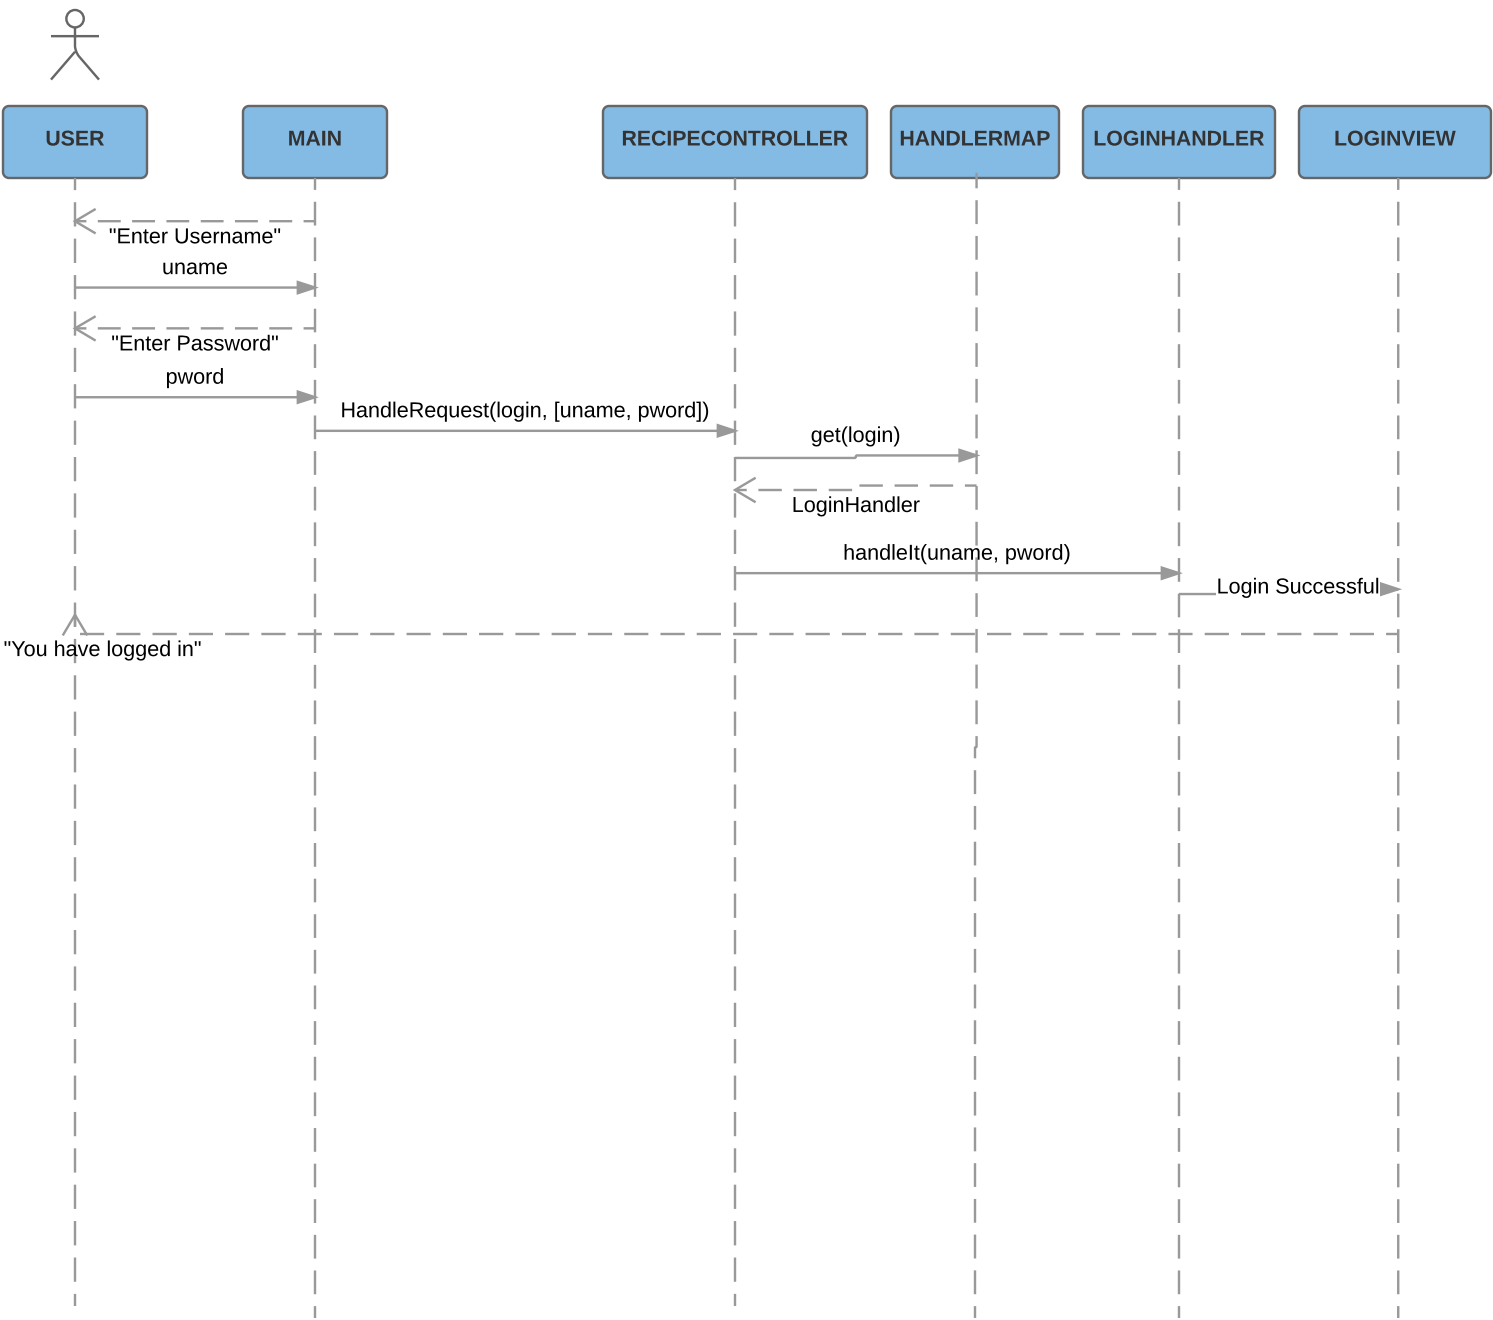 USER
MAIN
RECIPECONTROLLER
HANDLERMAP
LOGINHANDLER
LOGINVIEW
"Enter Username"
uname
"Enter Password"
pword
HandleRequest(login, [uname, pword])
get(login)
LoginHandler
handleIt(uname, pword)
Login Successful
"You have logged in"